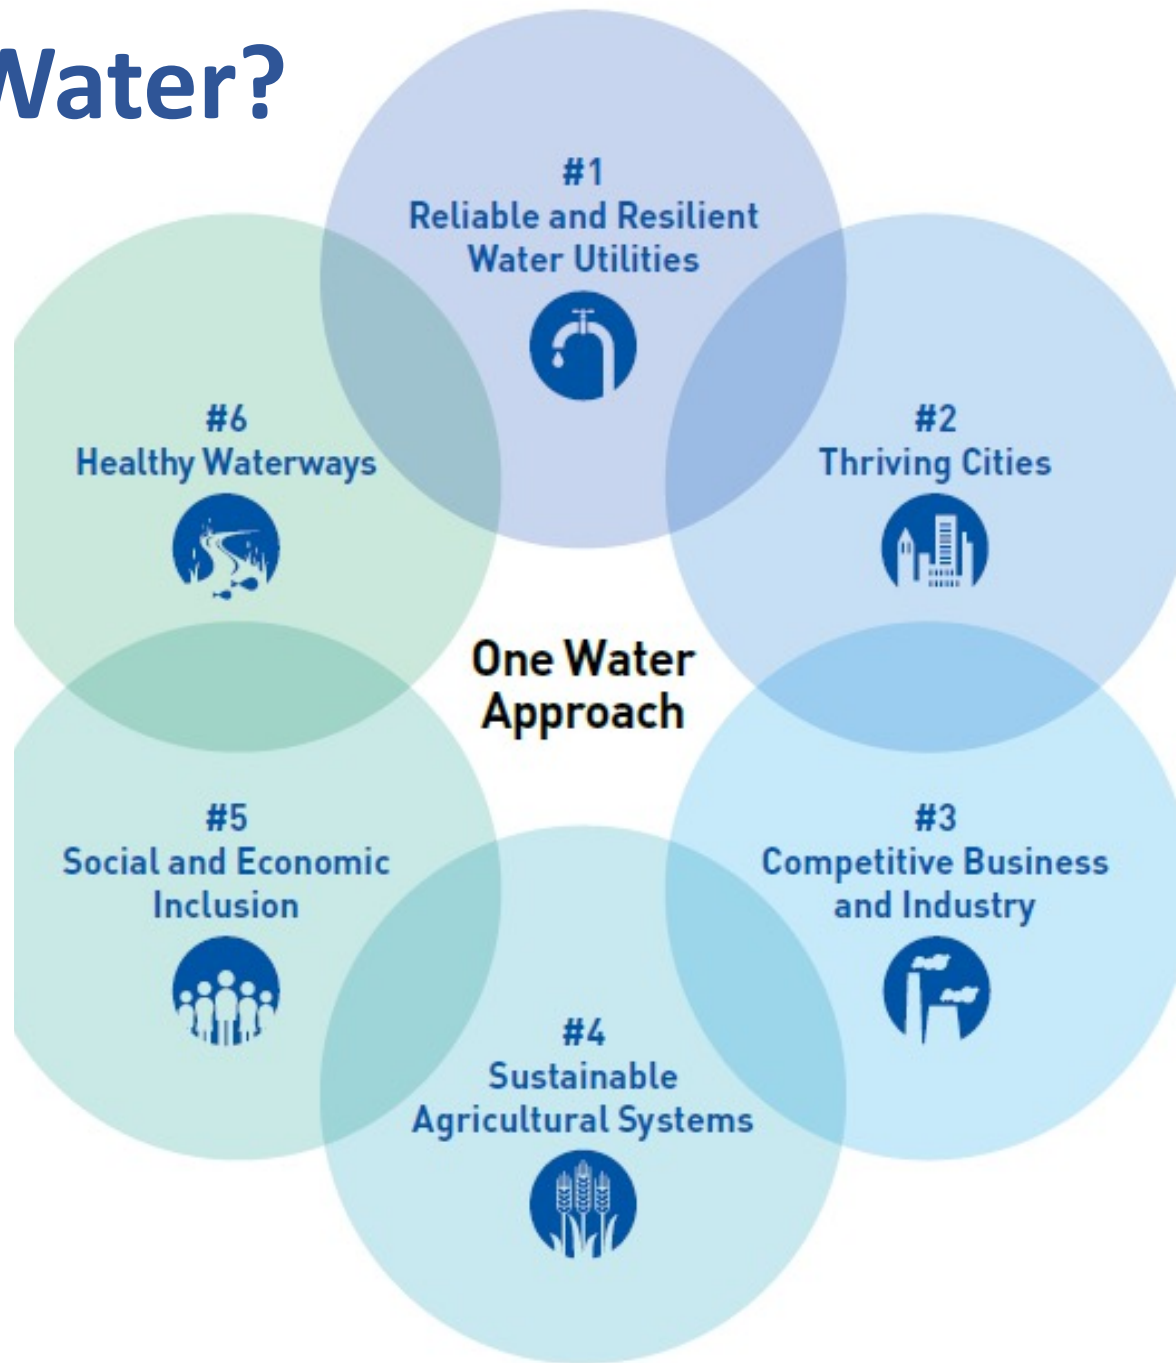 Water?
#1
Reliable and Resilient
Water Utilities
#2
Thriving Cities
#3
Competitive Business
and Industry
#4
Sustainable
Agricultural Systems
#5
Social and Economic
Inclusion
#6
Healthy Waterways
One Water
Approach